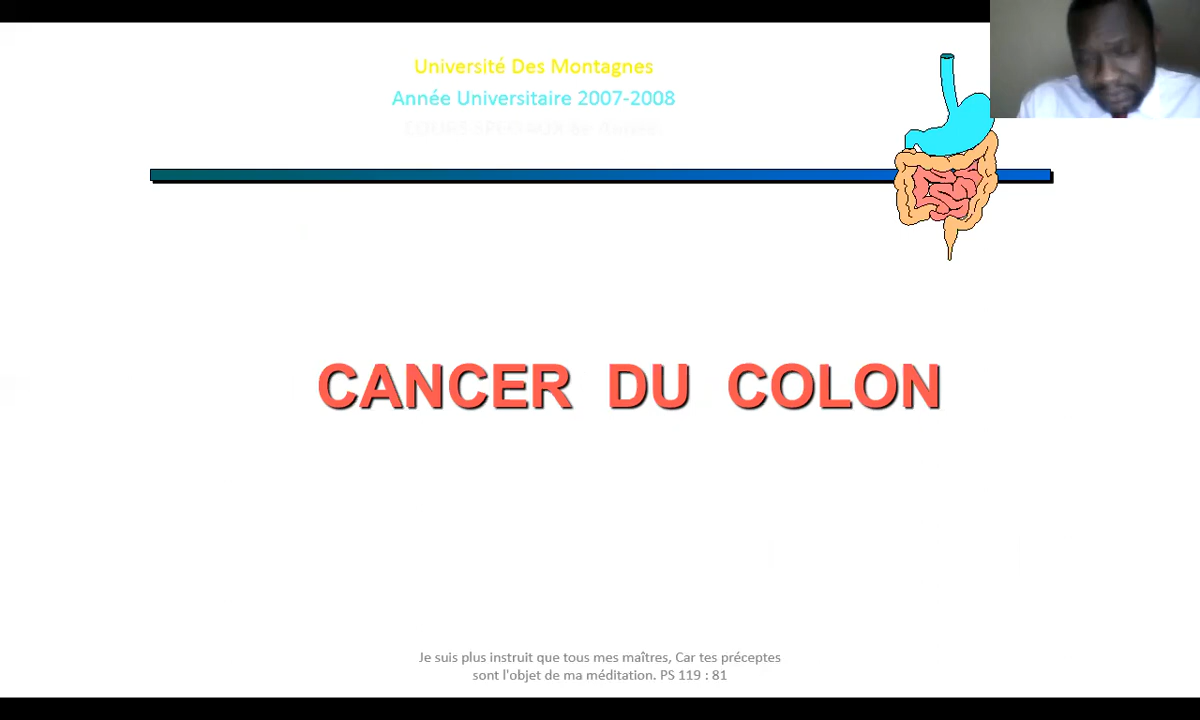 Université Des Montagnes
Année Universitaire 2007-2008
CANCER DU COLON
Je suis plus instruit que tous mes maîtres, Car tes préceptes
sont l'objet de ma méditation. PS 119 : 81